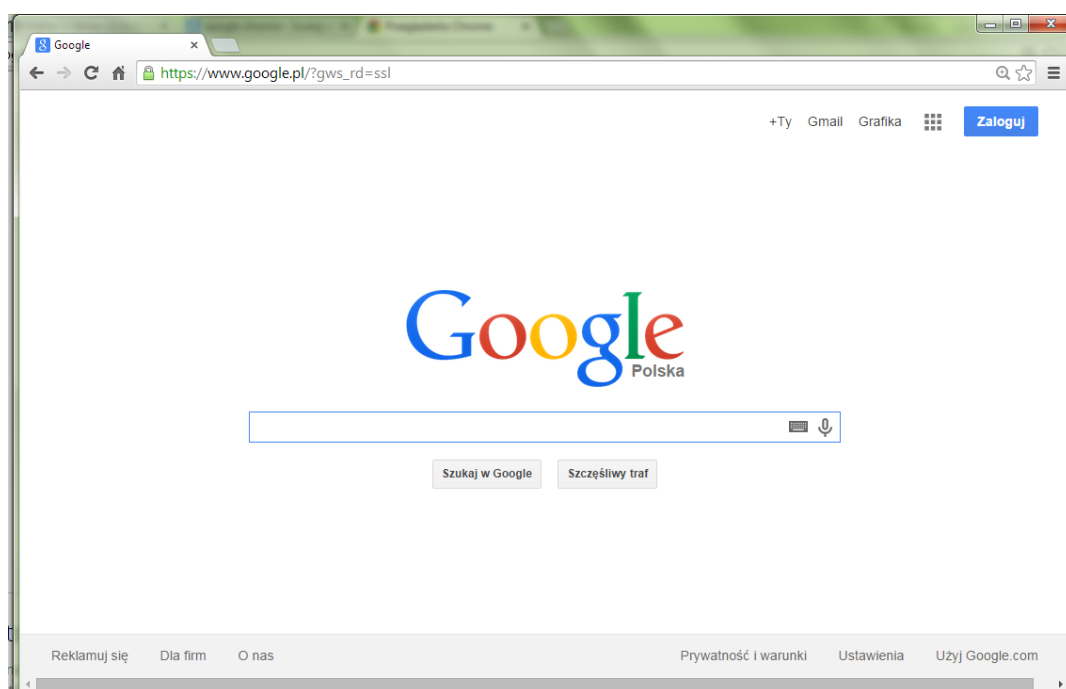 Google
https://www.google.pl/?gws_rd=ssl
+Ty Gmail Grafika Zaloguj
Google
Polska
Szukaj w Google Szczęśliwy traf
Reklamuj się Dla firm O nas Prywatność i warunki Ustawienia Użyj Google.com